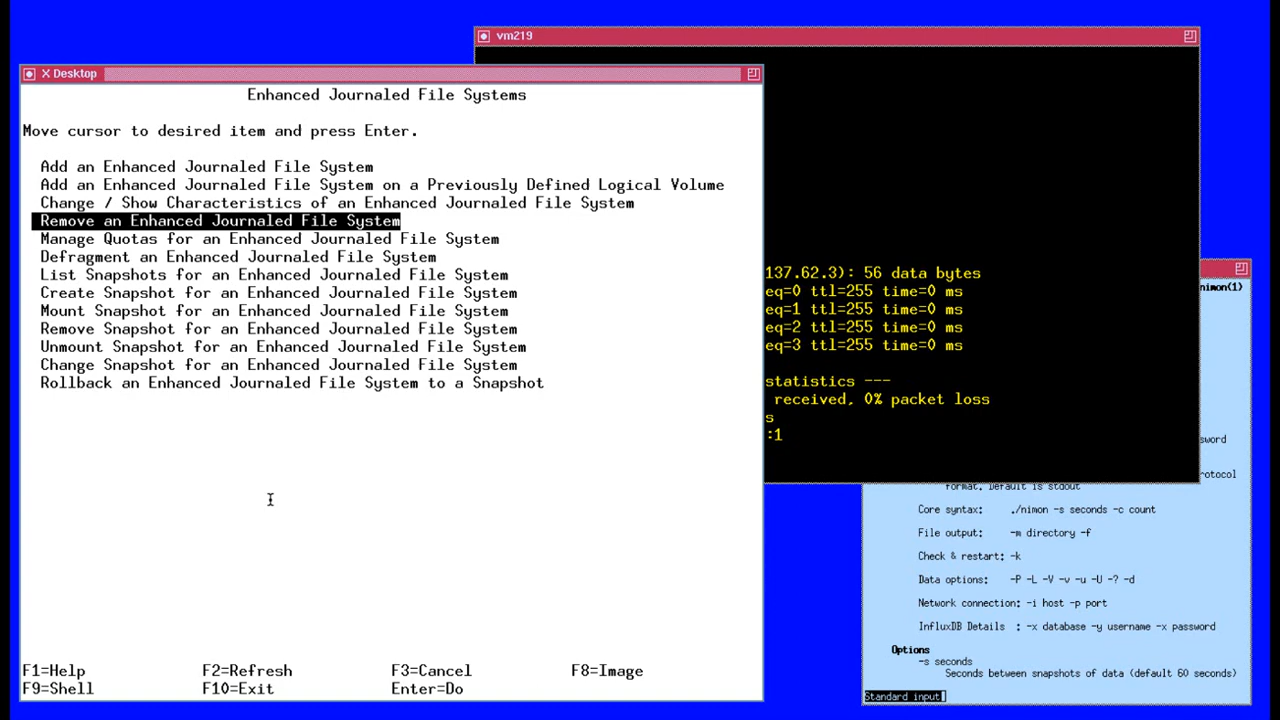 vm219
X Desktop
Enhanced Journaled File Systems
Move cursor to desired item and press Enter.
Add an Enhanced Journaled File System
Add an Enhanced Journaled File System on a Previously Defined Logical Volume
Change / Show Characteristics of an Enhanced Journaled File System
Remove an Enhanced Journaled File System
Manage Quotas for an Enhanced Journaled File System
Defragment an Enhanced Journaled File System
List Snapshots for an Enhanced Journaled File System
Create Snapshot for an Enhanced Journaled File System
Mount Snapshot for an Enhanced Journaled File System
Remove Snapshot for an Enhanced Journaled File System
Unmount Snapshot for an Enhanced Journaled File System
Change Snapshot for an Enhanced Journaled File System
Rollback an Enhanced Journaled File System to a Snapshot
F1=Help F2=Refresh F3=Cancel F8=Image
F9=Shell F10=Exit Enter=Do
137.62.3): 56 data bytes
eq=0 ttl=255 time=0 ms
eq=1 ttl=255 time=0 ms
eq=2 ttl=255 time=0 ms
eq=3 ttl=255 time=0 ms
statistics ---
received, 0% packet loss
s
:1
nimon(1)
sword
rotocol
format. Default is stdout
Core syntax: ./nimon -s seconds -c count
File output: -m directory -f
Check & restart: -k
Data options: -P -L -V -v -u -U -? -d
Network connection: -i host -p port
InfluxDB Details : -x database -y username -x password
Options
-s seconds
Seconds between snapshots of data (default 60 seconds)
Standard input